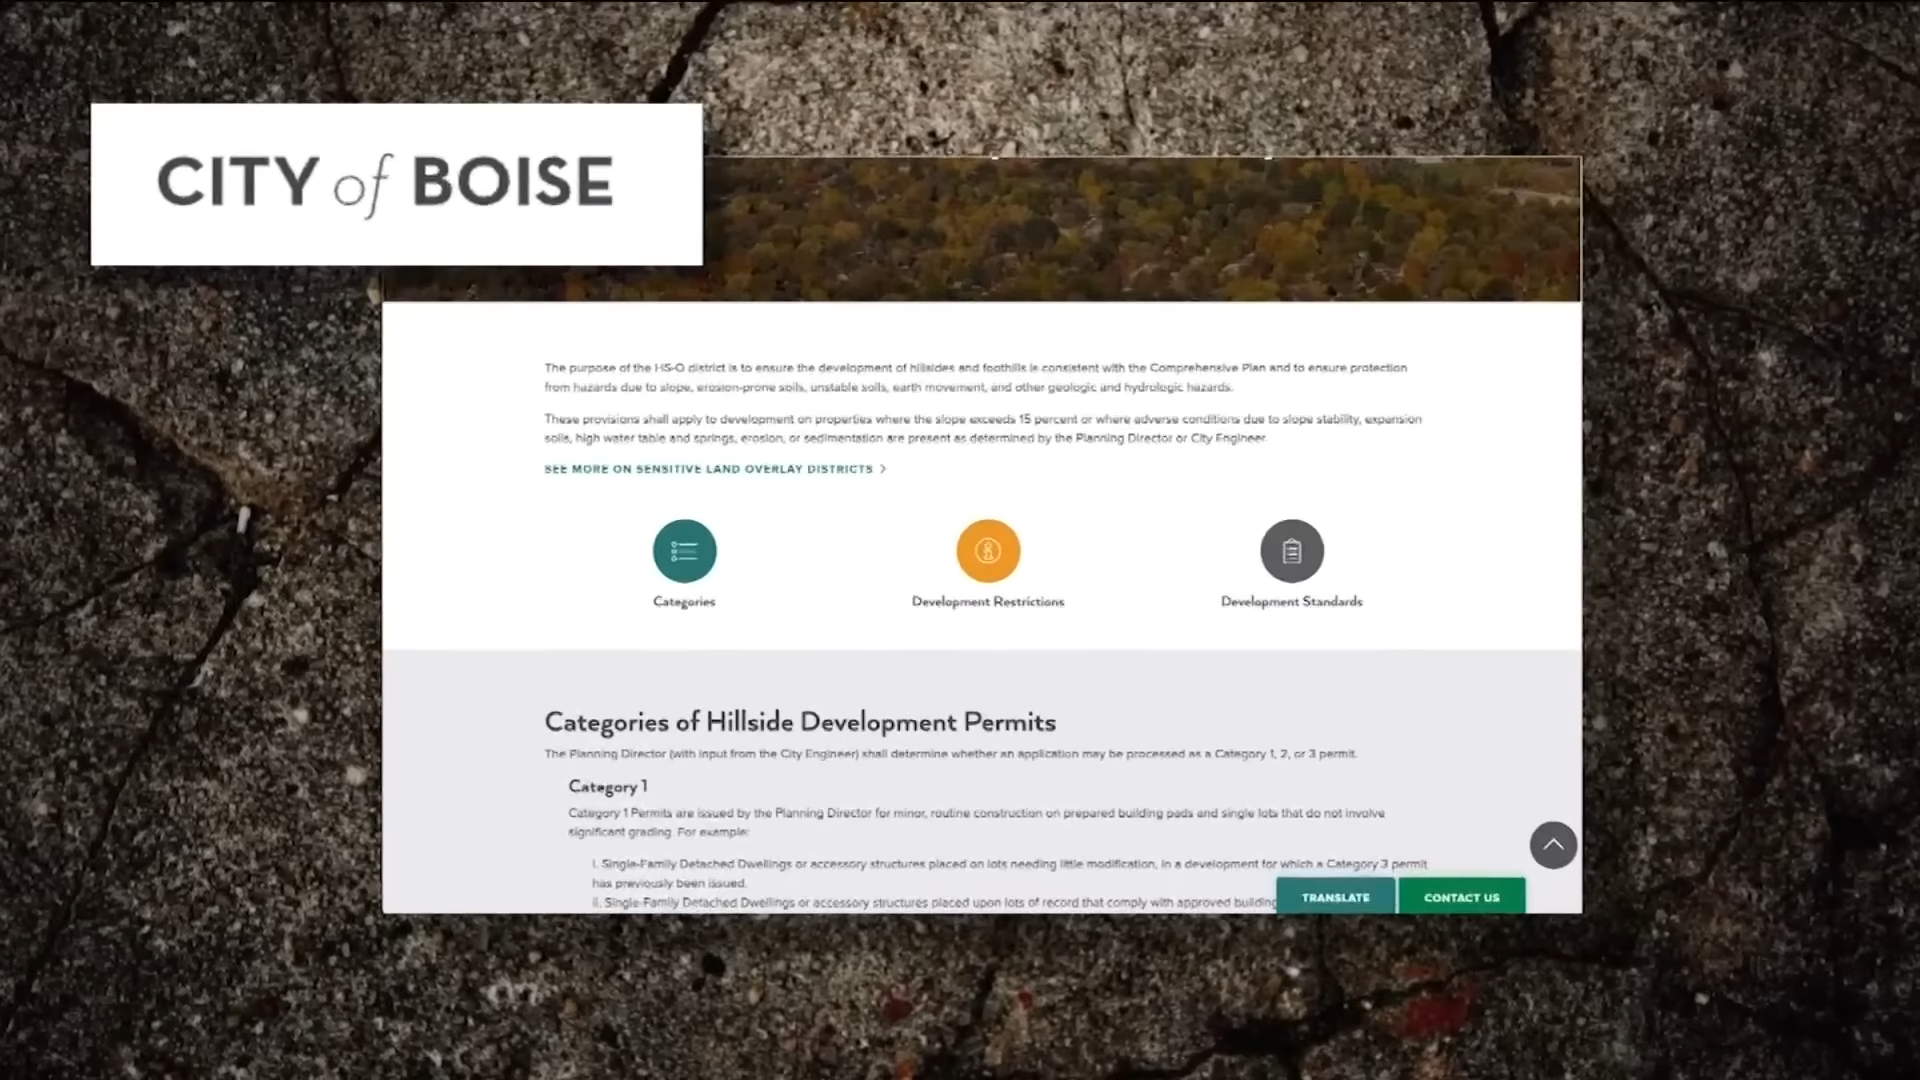 CITY of BOISE
The purpose of the HS-O district is to ensure the development of hillsides and foothills is consistent with the Comprehensive Plan and to ensure protection
from hazards due to slope, erosion-prone soils, unstable soils, earth movement, and other geologic and hydrologic hazards.
These provisions shall apply to development on properties where the slope exceeds 15 percent or where adverse conditions due to slope stability, expansion
soils, high water table and springs, erosion, or sedimentation are present as determined by the Planning Director or City Engineer.
SEE MORE ON SENSITIVE LAND OVERLAY DISTRICTS >
Categories
Development Restrictions
Development Standards
Categories of Hillside Development Permits
The Planning Director (with input from the City Engineer) shall determine whether an application may be processed as a Category 1, 2, or 3 permit.
Category 1
Category 1 Permits are issued by the Planning Director for minor, routine construction on prepared building pads and single lots that do not involve
significant grading. For example:
i. Single-Family Detached Dwellings or accessory structures placed on lots needing little modification, in a development for which a Category 3 permit
has previously been issued.
ii. Single-Family Detached Dwellings or accessory structures placed upon lots of record that comply with approved building
TRANSLATE
CONTACT US